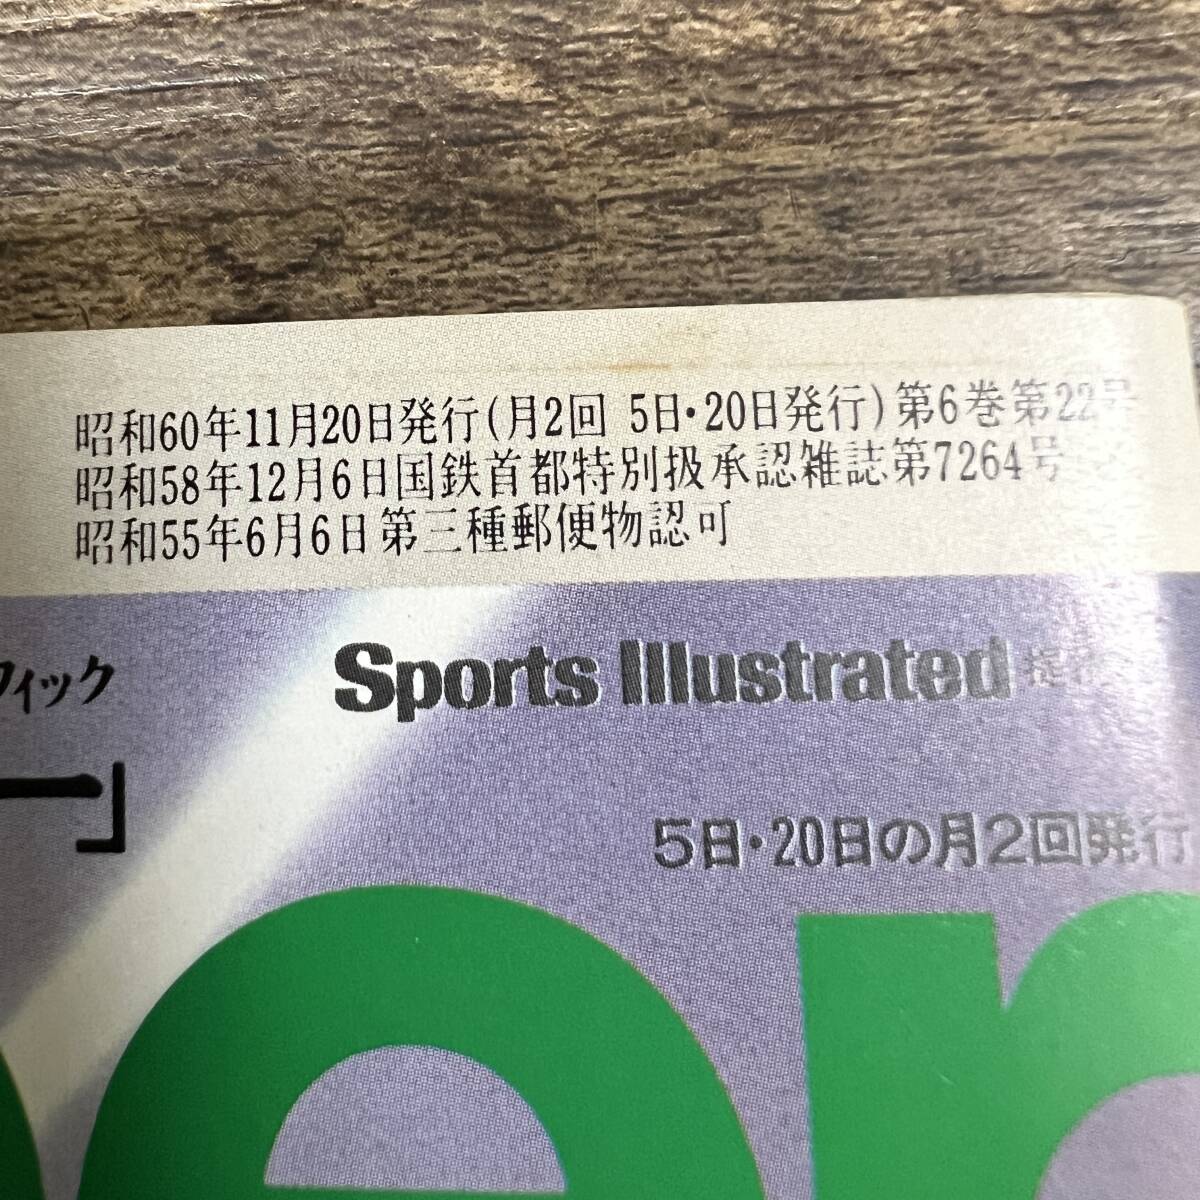 昭和60年11月20日発行(月2回 5日・20日発行)第6巻第22号
昭和58年12月6日国鉄首都特別扱承認雑誌第7264号
昭和55年6月6日第三種郵便物認可
フィック
Sports Illustrated 提携
ー」
5日・20日の月2回発行
er